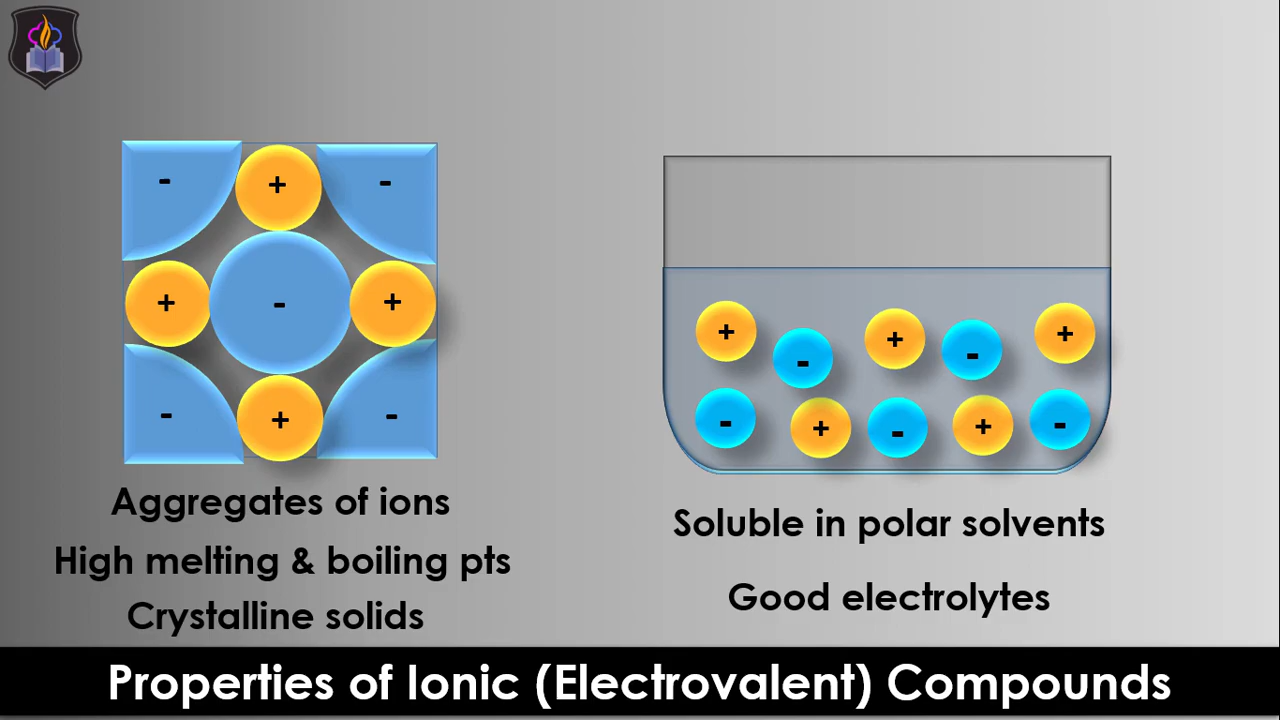 - + -
+ - +
- + -
+ - + - +
- + - + -
Aggregates of ions
High melting & boiling pts
Crystalline solids
Soluble in polar solvents
Good electrolytes
Properties of Ionic (Electrovalent) Compounds